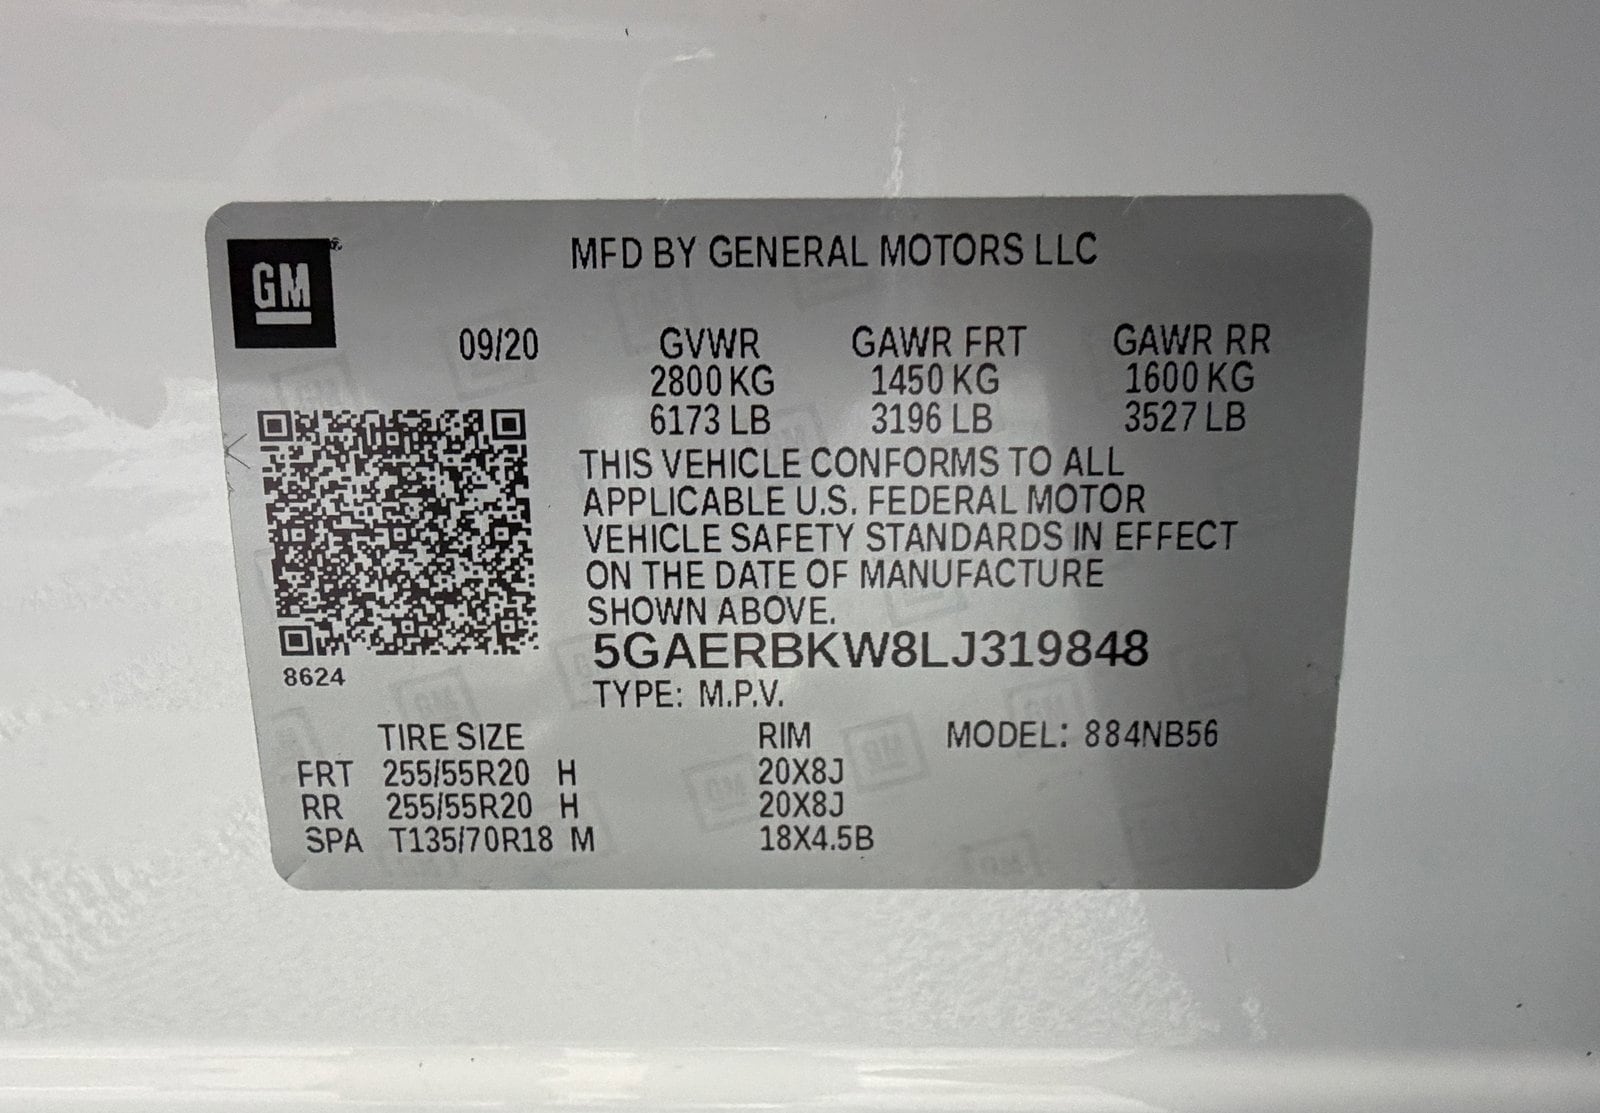 GM
MFD BY GENERAL MOTORS LLC
09/20 GVWR GAWR FRT GAWR RR
2800 KG 1450 KG 1600 KG
6173 LB 3196 LB 3527 LB
THIS VEHICLE CONFORMS TO ALL
APPLICABLE U.S. FEDERAL MOTOR
VEHICLE SAFETY STANDARDS IN EFFECT
ON THE DATE OF MANUFACTURE
SHOWN ABOVE.
5GAERBKW8LJ319848
8624
TYPE: M.P.V.
TIRE SIZE RIM MODEL: 884NB56
FRT 255/55R20 H 20X8J
RR 255/55R20 H 20X8J
SPA T135/70R18 M 18X4.5B